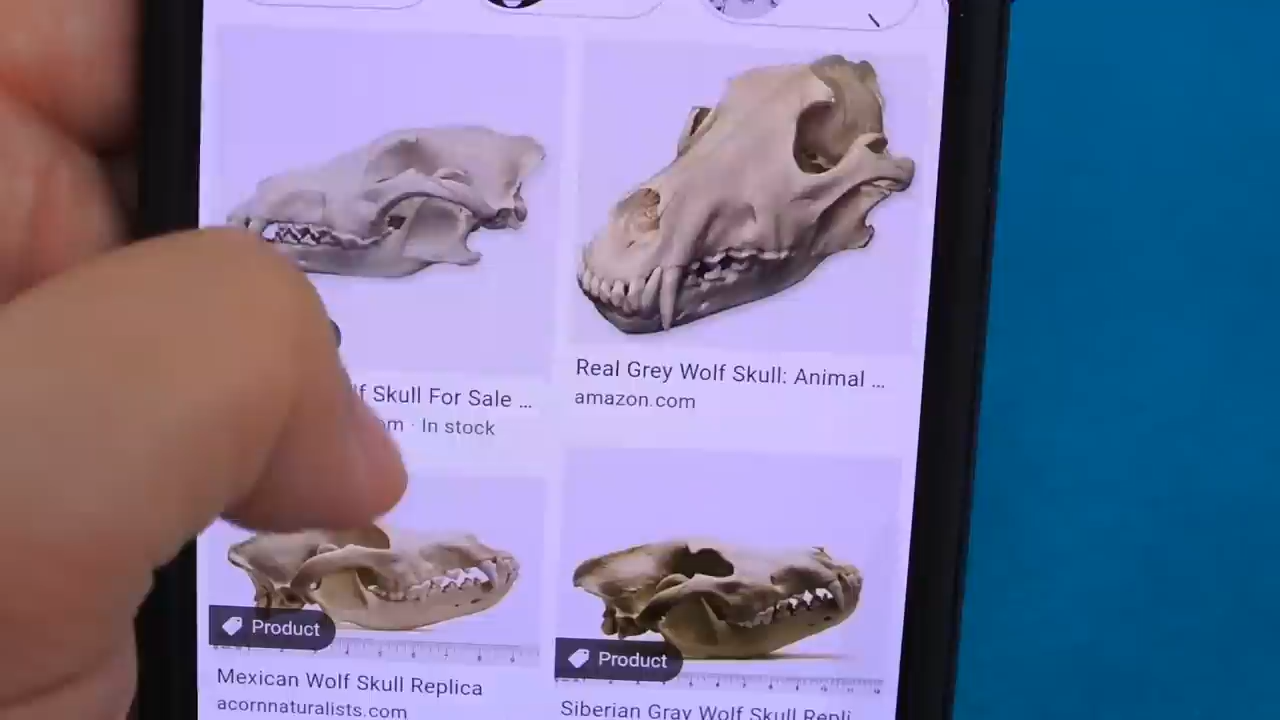 f Skull For Sale ...
om · In stock
Real Grey Wolf Skull: Animal ...
amazon.com
Product
Mexican Wolf Skull Replica
acornnaturalists.com
Product
Siberian Gray Wolf Skull Repli